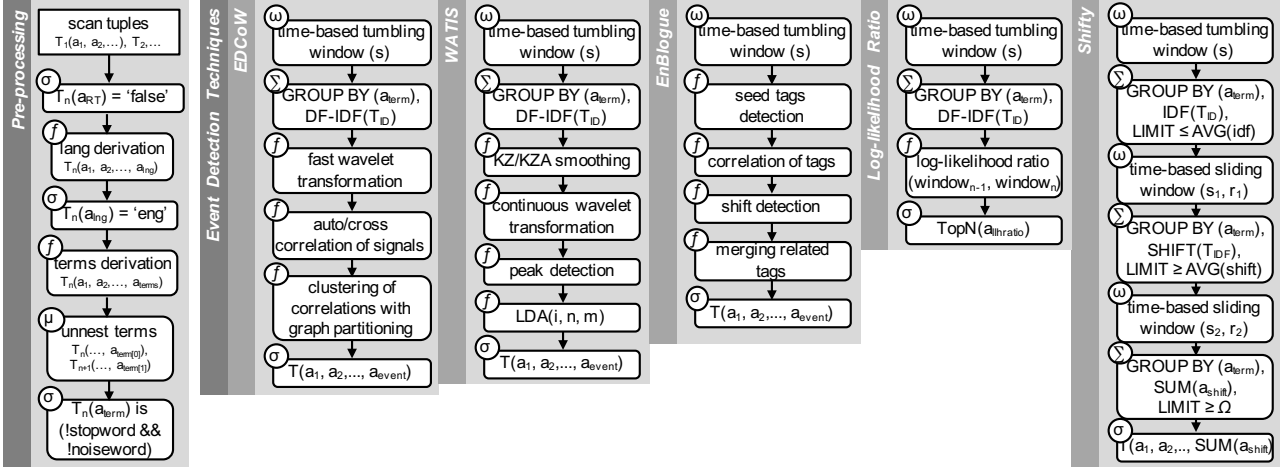 Pre-processing
scan tuples
T1(a1, a2,...), T2,...
σ
Tn(aRT) = ‘false’
ƒ
lang derivation
Tn(a1, a2,..., alng)
σ
Tn(alng) = ‘eng’
ƒ
terms derivation
Tn(a1, a2,..., aterms)
μ
unnest terms
Tn(..., aterm[0]),
Tn+1(..., aterm[1])
σ
Tn(aterm) is
(!stopword &&
!noiseword)
Event Detection Techniques
EDCoW
ω
time-based tumbling
window (s)
Σ
GROUP BY (aterm),
DF-IDF(TID)
ƒ
fast wavelet
transformation
ƒ
auto/cross
correlation of signals
ƒ
clustering of
correlations with
graph partitioning
σ
T(a1, a2,..., aevent)
WATIS
ω
time-based tumbling
window (s)
Σ
GROUP BY (aterm),
DF-IDF(TID)
ƒ
KZ/KZA smoothing
ƒ
continuous wavelet
transformation
ƒ
peak detection
ƒ
LDA(i, n, m)
σ
T(a1, a2,..., aevent)
EnBlogue
ω
time-based tumbling
window (s)
ƒ
seed tags
detection
ƒ
correlation of tags
ƒ
shift detection
ƒ
merging related
tags
σ
T(a1, a2,..., aevent)
Log-likelihood Ratio
ω
time-based tumbling
window (s)
Σ
GROUP BY (aterm),
DF-IDF(TID)
ƒ
log-likelihood ratio
(windown-1, windown)
σ
TopN(allhratio)
Shifty
ω
time-based tumbling
window (s)
Σ
GROUP BY (aterm),
IDF(TID),
LIMIT ≤ AVG(idf)
ω
time-based sliding
window (s1, r1)
Σ
GROUP BY (aterm),
SHIFT(TIDF),
LIMIT ≥ AVG(shift)
ω
time-based sliding
window (s2, r2)
Σ
GROUP BY (aterm),
SUM(ashift),
LIMIT ≥ Ω
σ
T(a1, a2,.., SUM(ashift)